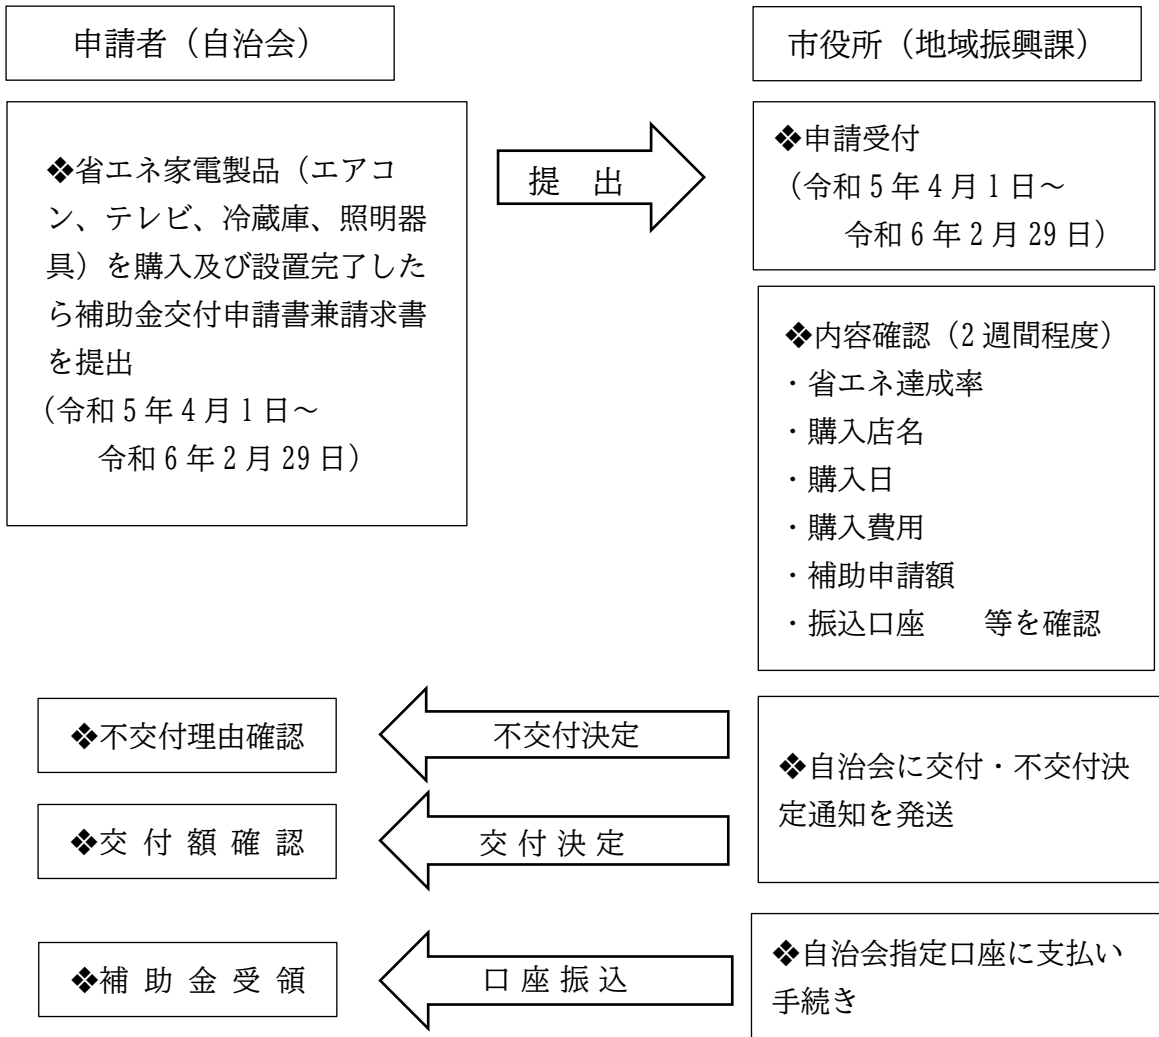 申請者（自治会）
市役所（地域振興課）
❖省エネ家電製品（エアコ
ン、テレビ、冷蔵庫、照明器
具）を購入及び設置完了した
ら補助金交付申請書兼請求書
を提出
（令和5年4月1日～
令和6年2月29日）
提　出
❖申請受付
（令和5年4月1日～
令和6年2月29日）
❖内容確認（2週間程度）
・省エネ達成率
・購入店名
・購入日
・購入費用
・補助申請額
・振込口座　　等を確認
❖不交付理由確認
不交付決定
❖自治会に交付・不交付決
定通知を発送
❖交 付 額 確 認
交 付 決 定
❖補 助 金 受 領
口 座 振 込
❖自治会指定口座に支払い
手続き